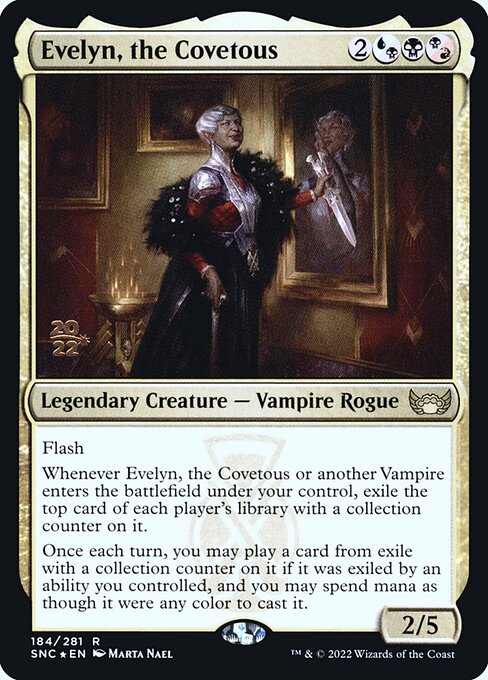 Evelyn, the Covetous
2
20
22
Legendary Creature — Vampire Rogue
Flash
Whenever Evelyn, the Covetous or another Vampire
enters the battlefield under your control, exile the
top card of each player's library with a collection
counter on it.
Once each turn, you may play a card from exile
with a collection counter on it if it was exiled by an
ability you controlled, and you may spend mana as
though it were any color to cast it.
2/5
184/281 R
SNC ★ EN Marta Nael
™ & © 2022 Wizards of the Coast